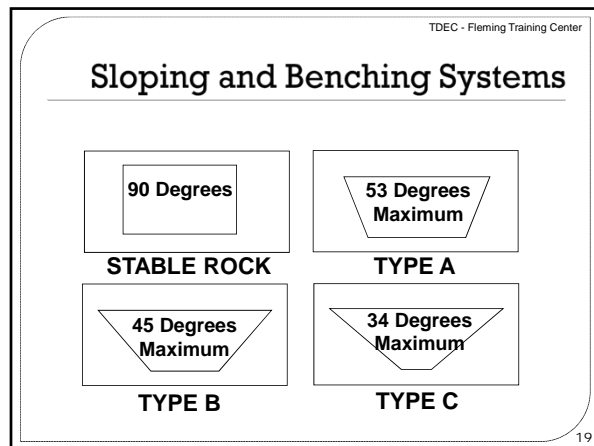 TDEC - Fleming Training Center
Sloping and Benching Systems
90 Degrees
STABLE ROCK
53 Degrees
Maximum
TYPE A
45 Degrees
Maximum
TYPE B
34 Degrees
Maximum
TYPE C
19